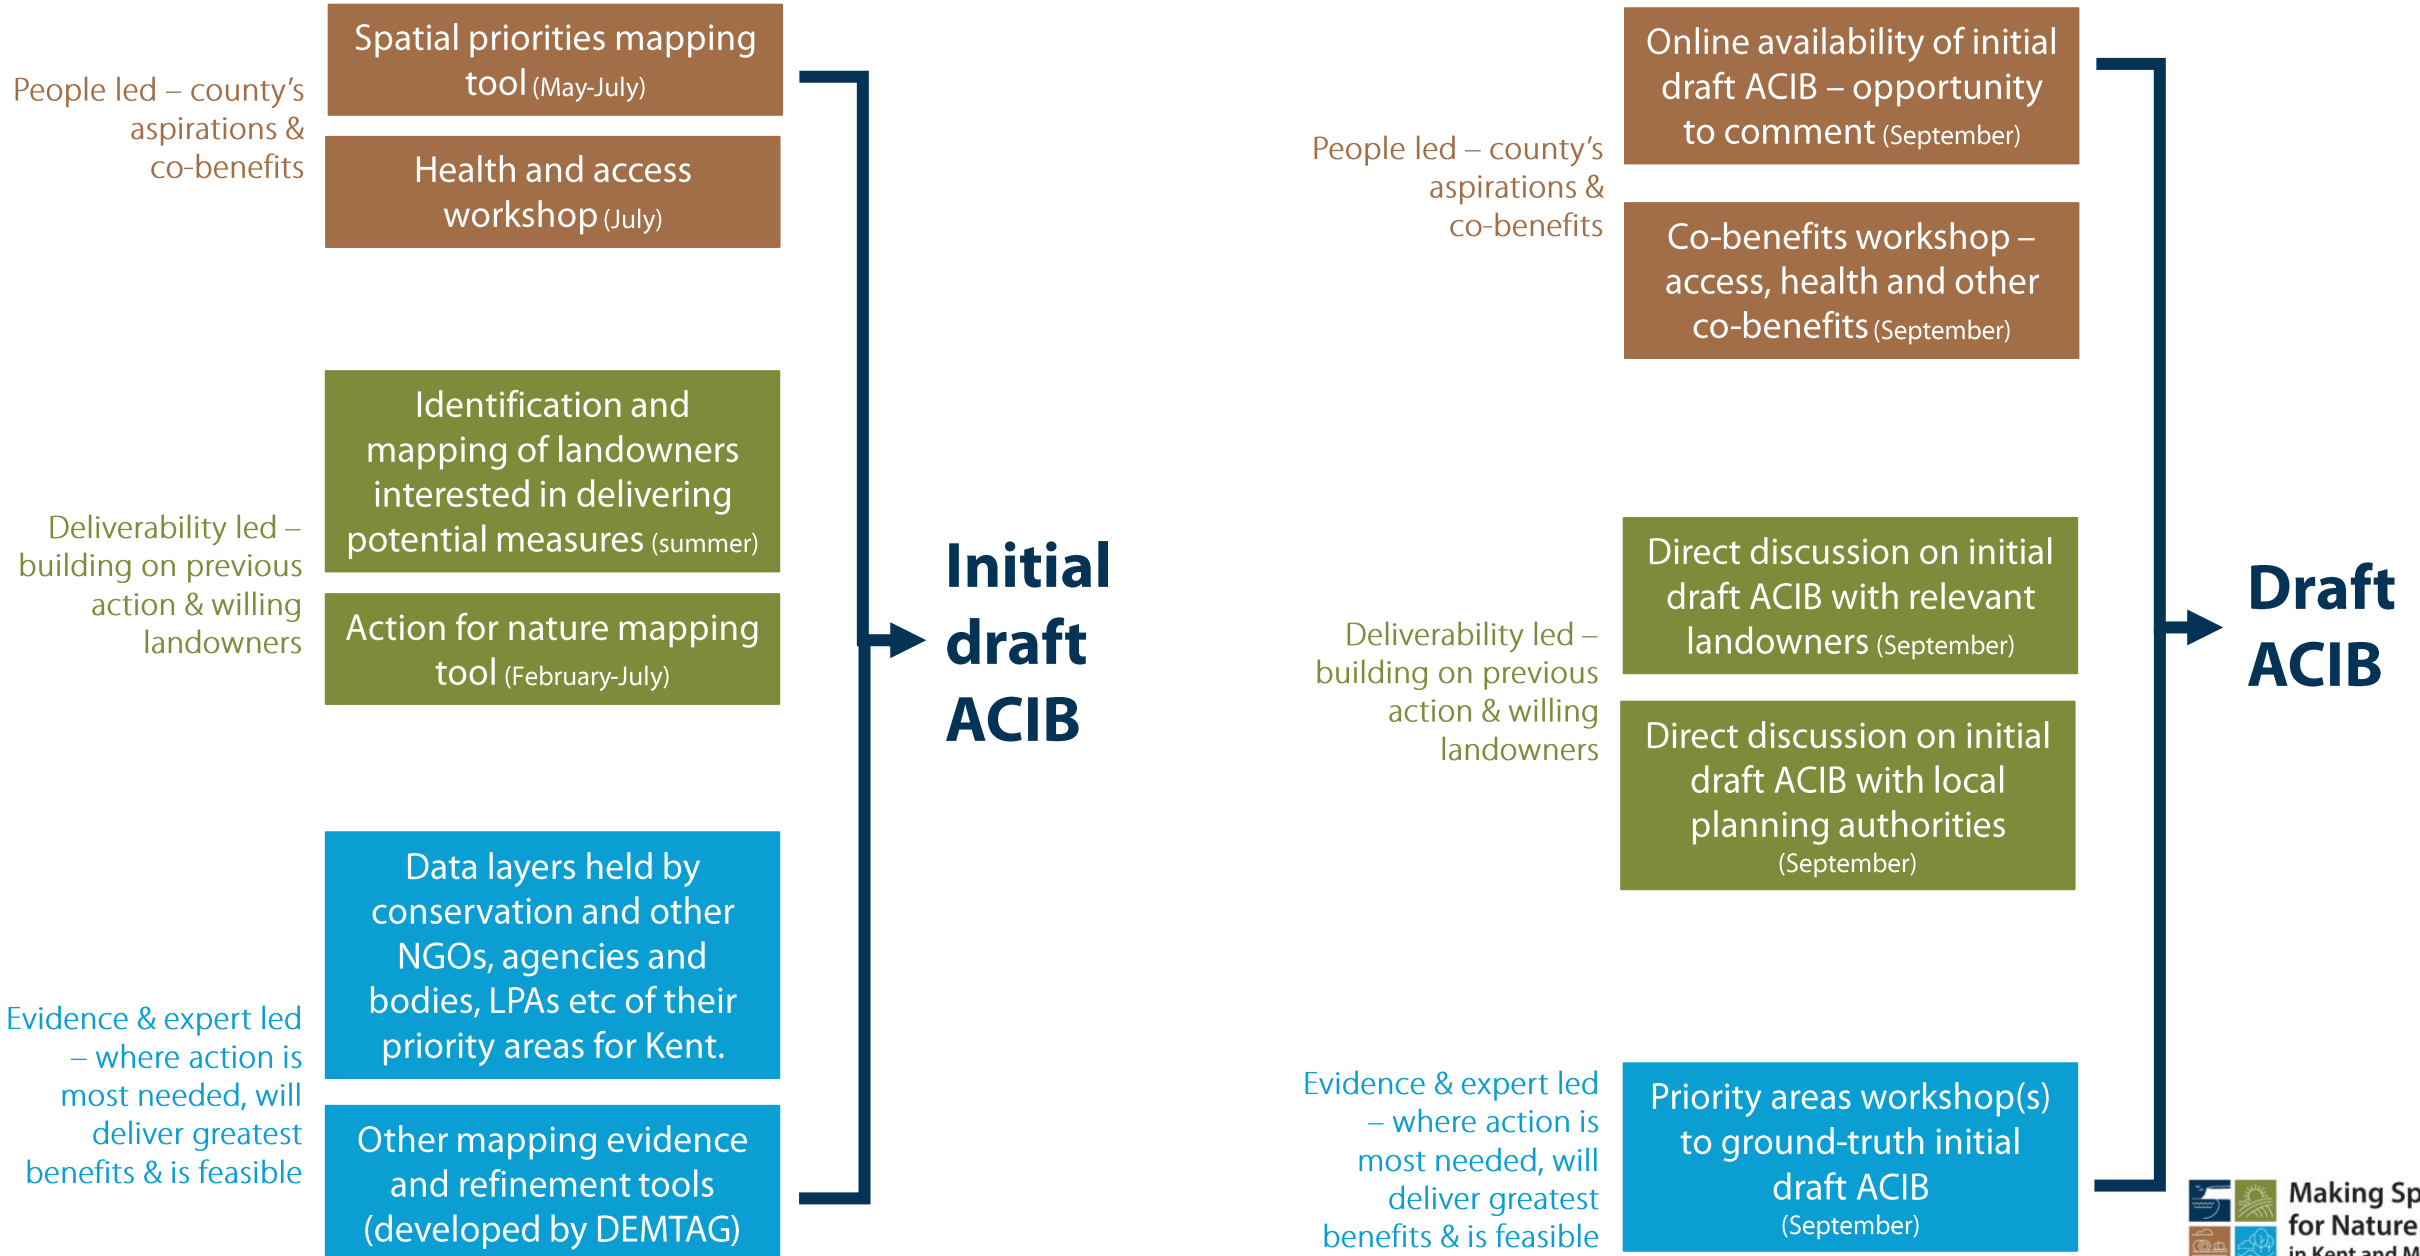 People led – county's
aspirations &
co-benefits
Spatial priorities mapping
tool (May-July)
Health and access
workshop (July)
Deliverability led –
building on previous
action & willing
landowners
Identification and
mapping of landowners
interested in delivering
potential measures (summer)
Action for nature mapping
tool (February-July)
Evidence & expert led
– where action is
most needed, will
deliver greatest
benefits & is feasible
Data layers held by
conservation and other
NGOs, agencies and
bodies, LPAs etc of their
priority areas for Kent.
Other mapping evidence
and refinement tools
(developed by DEMTAG)
Initial
draft
ACIB
People led – county's
aspirations &
co-benefits
Online availability of initial
draft ACIB – opportunity
to comment (September)
Co-benefits workshop –
access, health and other
co-benefits (September)
Deliverability led –
building on previous
action & willing
landowners
Direct discussion on initial
draft ACIB with relevant
landowners (September)
Direct discussion on initial
draft ACIB with local
planning authorities
(September)
Evidence & expert led
– where action is
most needed, will
deliver greatest
benefits & is feasible
Priority areas workshop(s)
to ground-truth initial
draft ACIB
(September)
Draft
ACIB
Making Sp
for Nature
in Kent and M